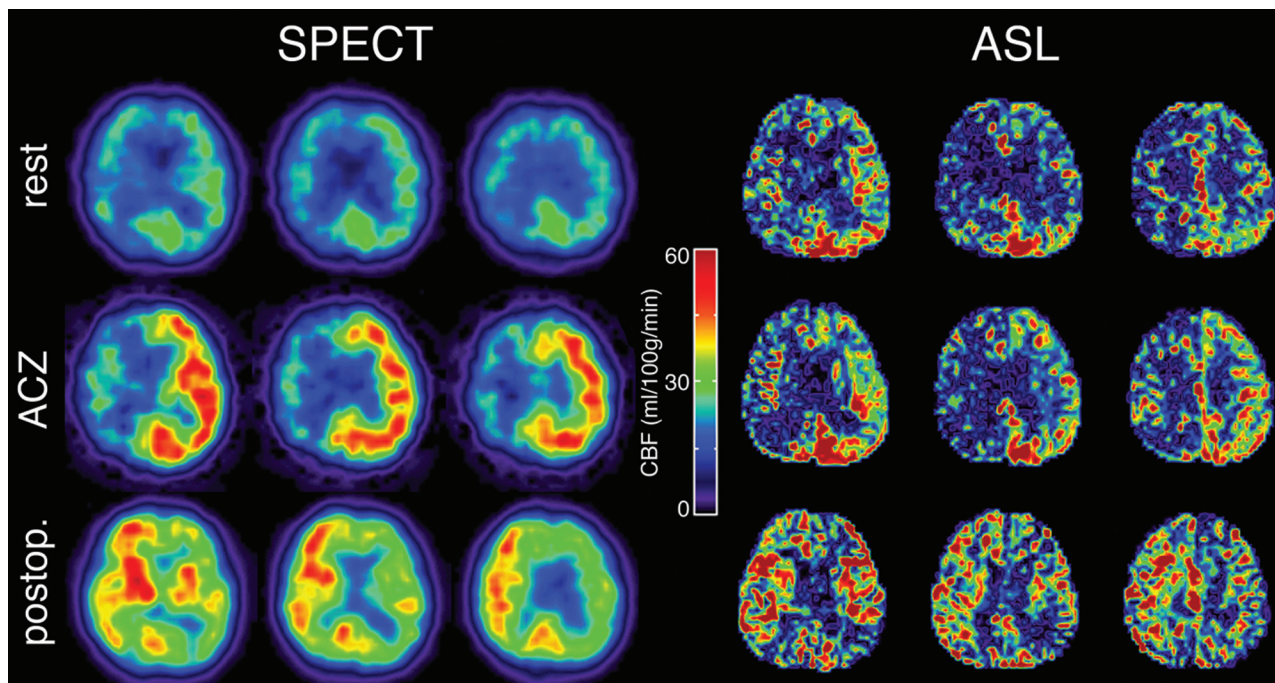 SPECT
ASL
rest
ACZ
postop.
60
30
0
CBF (ml/100g/min)